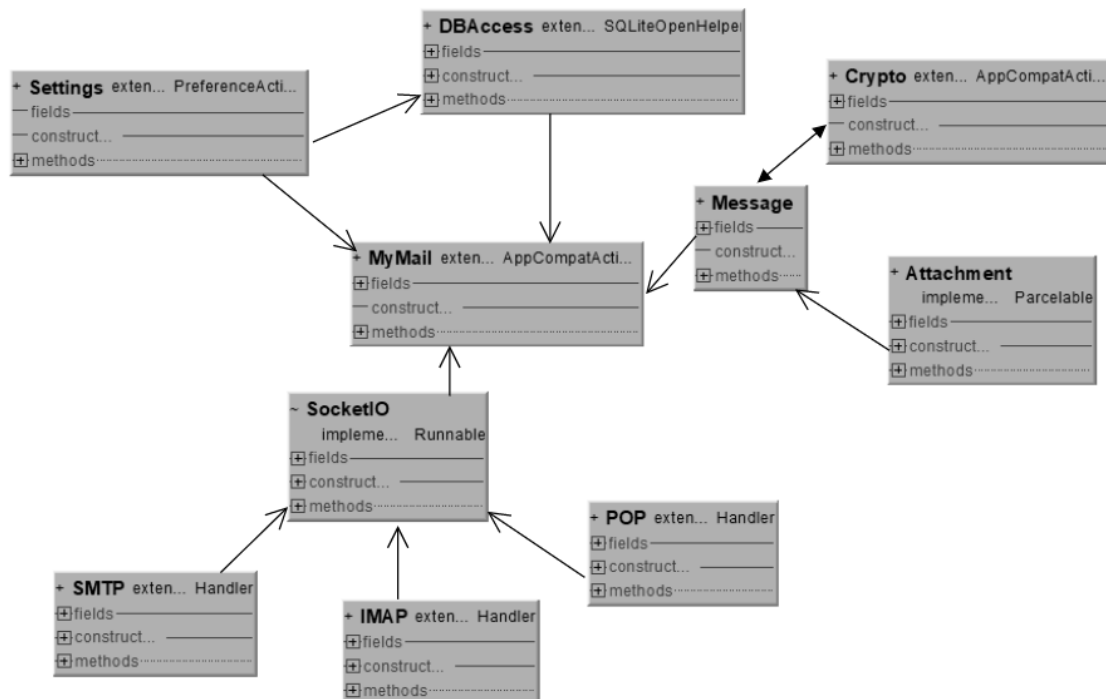 + DBAccess exten... SQLiteOpenHelper
+ fields
+ construct...
+ methods
+ Settings exten... PreferenceActi...
fields
construct...
+ methods
+ Crypto exten... AppCompatActi...
+ fields
construct...
+ methods
+ Message
+ fields
construct...
+ methods
+ MyMail exten... AppCompatActi...
+ fields
construct...
+ methods
+ Attachment
impleme... Parcelable
+ fields
+ construct...
+ methods
~ SocketIO
impleme... Runnable
+ fields
+ construct...
+ methods
+ POP exten... Handler
+ fields
+ construct...
+ methods
+ SMTP exten... Handler
+ fields
+ construct...
+ methods
+ IMAP exten... Handler
+ fields
+ construct...
+ methods